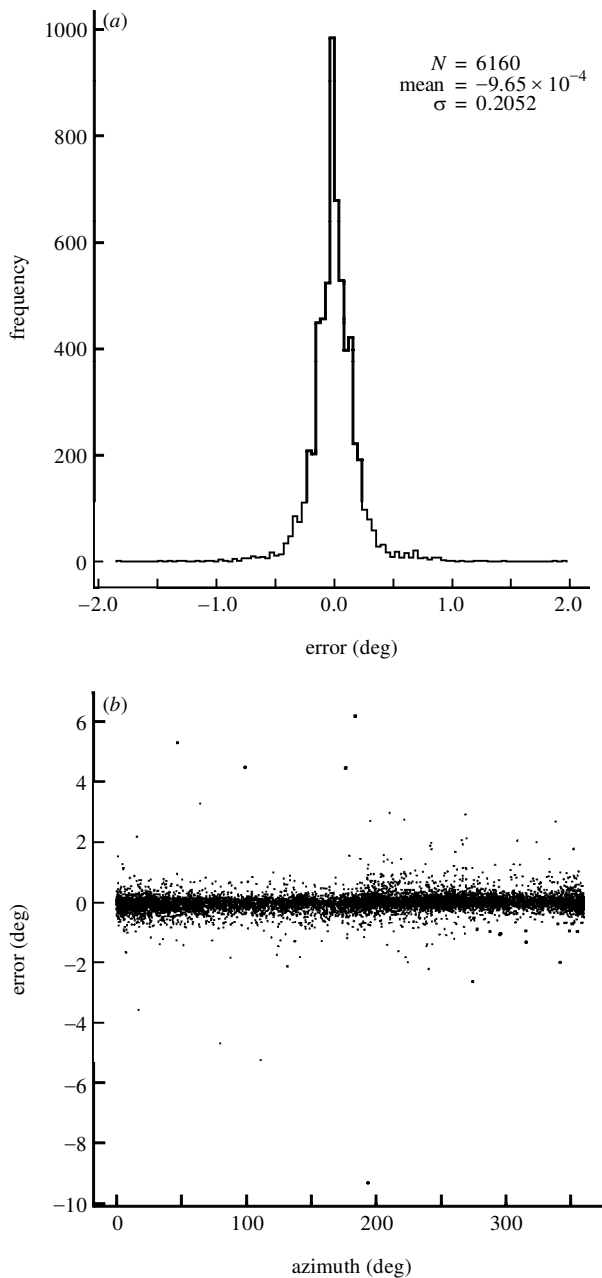 (a)
1000
N = 6160
mean = −9.65 × 10⁻⁴
σ = 0.2052
800
600
frequency
400
200
0
−2.0 −1.0 0.0 1.0 2.0
error (deg)
(b)
6
4
2
0
error (deg)
−2
−4
−6
−8
−10
0 100 200 300
azimuth (deg)